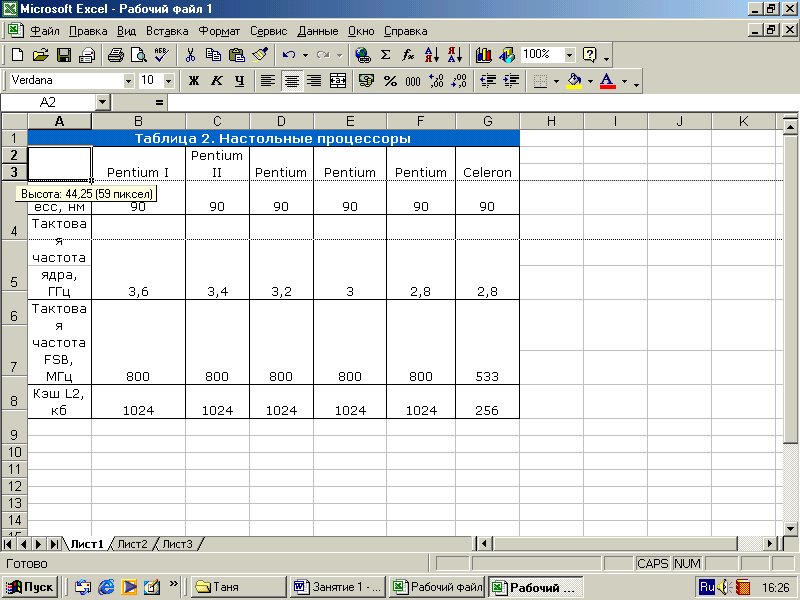 Microsoft Excel - Рабочий файл 1
Файл Правка Вид Вставка Формат Сервис Данные Окно Справка
100%
Verdana 10 Ж К Ч
A2 =
A B C D E F G H I J K
1 Таблица 2. Настольные процессоры
2 Pentium
3 Pentium I II Pentium Pentium Pentium Celeron
Высота: 44,25 (59 пиксел)
есс, нм 90 90 90 90 90 90
4 Тактова
я
частота
5 ядра,
ГГц 3,6 3,4 3,2 3 2,8 2,8
6 Тактова
я
частота
7 FSB,
МГц 800 800 800 800 800 533
8 Кэш L2,
кб 1024 1024 1024 1024 1024 256
9
10
11
12
13
14
15
Лист1 Лист2 Лист3
Готово CAPS NUM
Пуск » Таня Занятие 1 - ... Рабочий файл Рабочий ... Ru 16:26